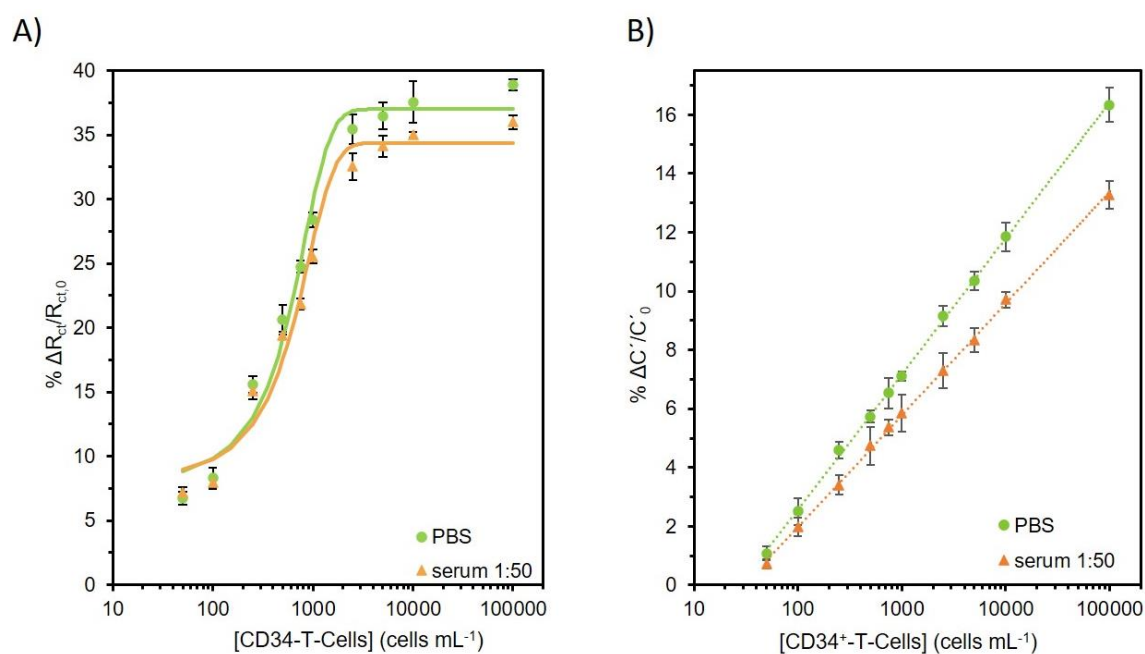 A)
40
35
30
25
20
15
10
5
0
% ΔRct/Rct,0
10 100 1000 10000 100000
[CD34-T-Cells] (cells mL-1)
PBS
serum 1:50
B)
16
14
12
10
8
6
4
2
0
% ΔC´/C´0
10 100 1000 10000 100000
[CD34+-T-Cells] (cells mL-1)
PBS
serum 1:50